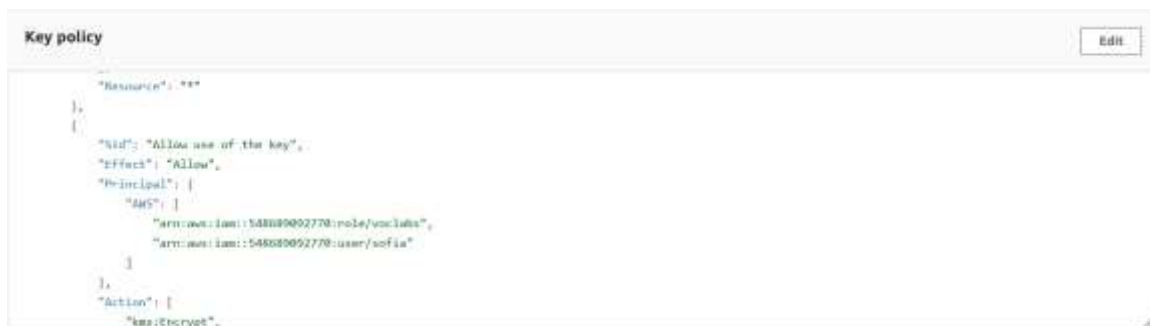 Key policy
Edit
"Resource": "*"
},
{
"Sid": "Allow use of the key",
"Effect": "Allow",
"Principal": {
"AWS": [
"arn:aws:iam::548689092770:role/voclabs",
"arn:aws:iam::548689092770:user/sofia"
]
},
"Action": [
"kms:Encrypt",